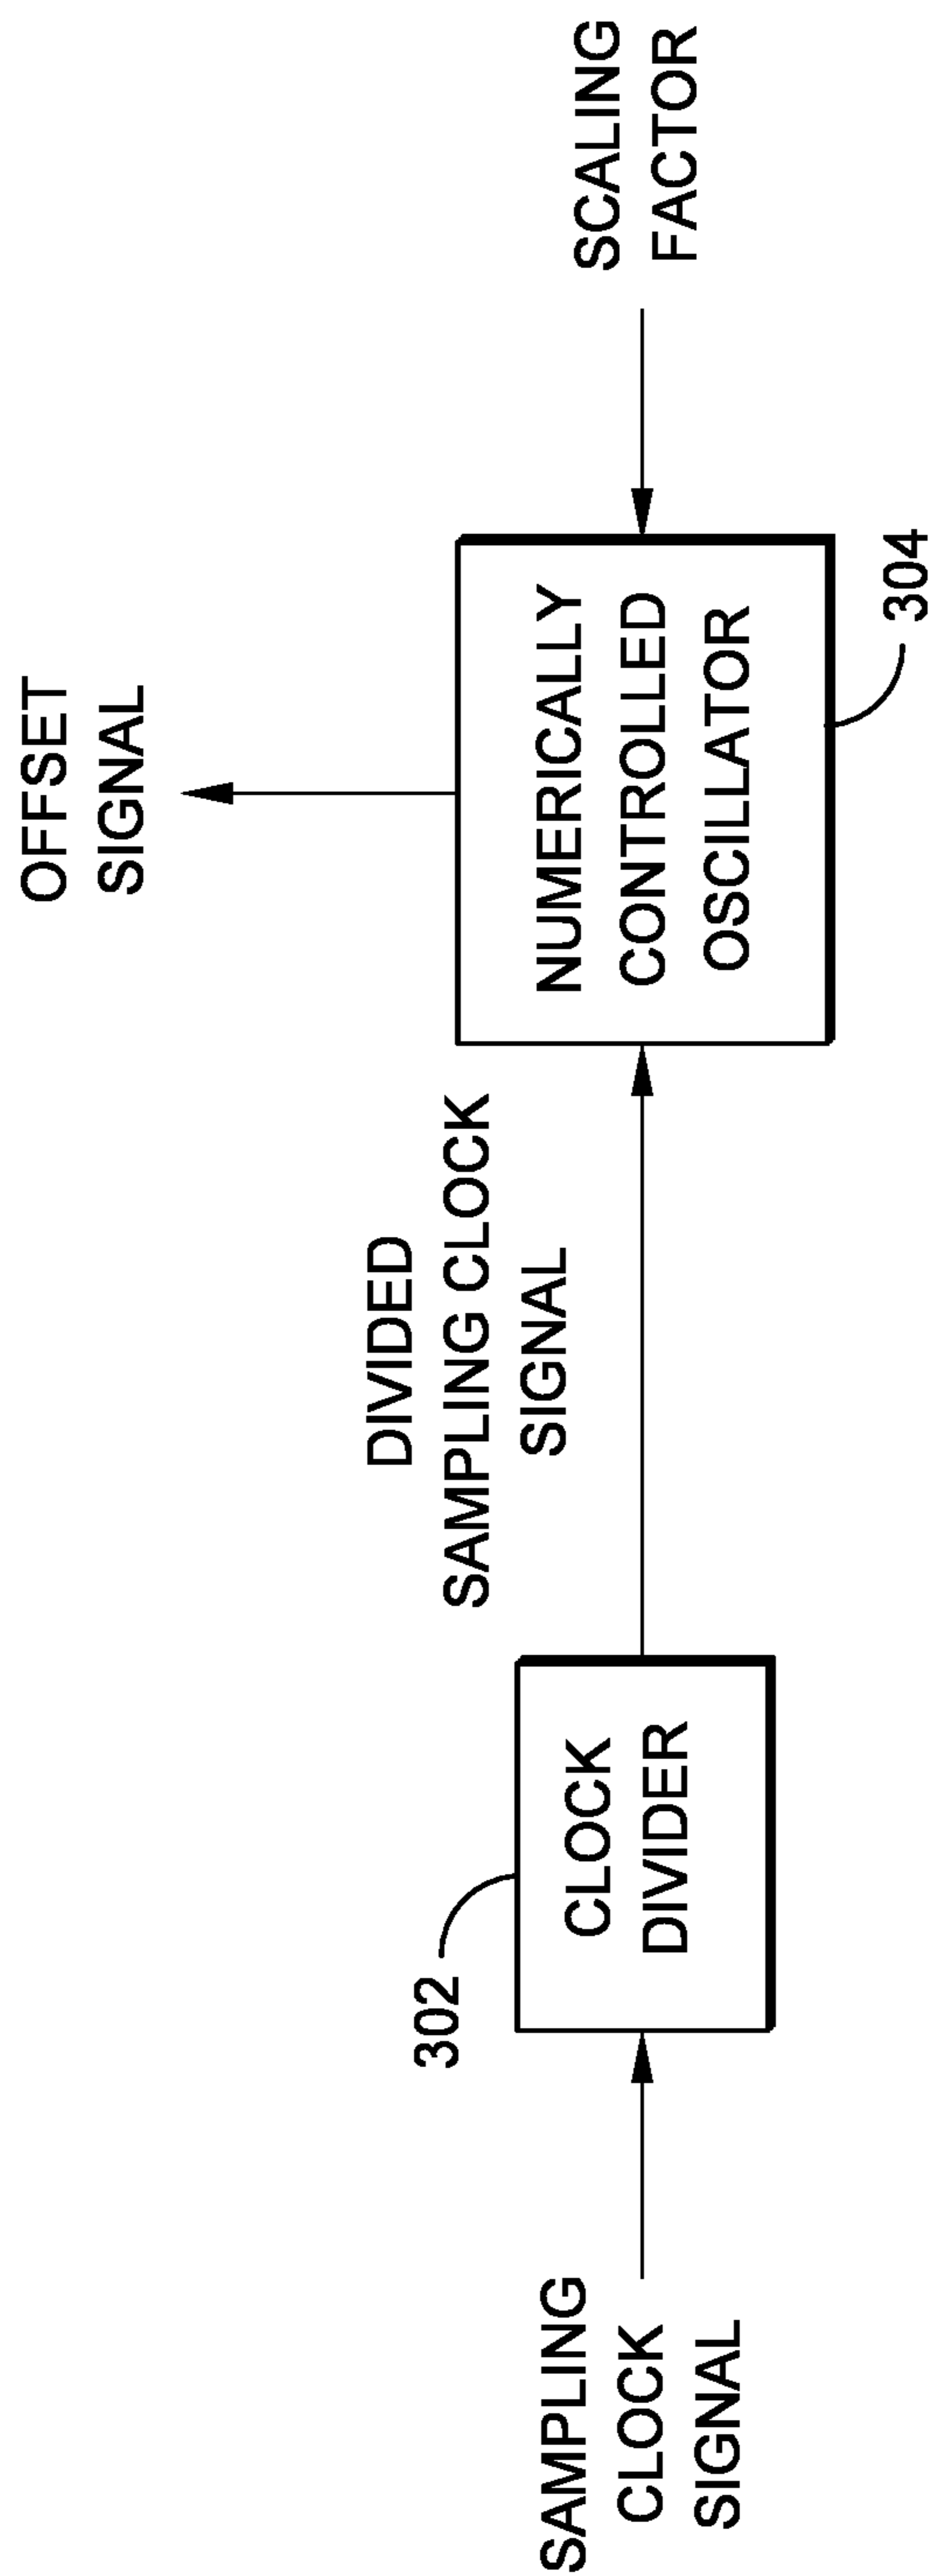 SAMPLING
CLOCK
SIGNAL
302
CLOCK
DIVIDER
DIVIDED
SAMPLING CLOCK
SIGNAL
OFFSET
SIGNAL
NUMERICALLY
CONTROLLED
OSCILLATOR
304
SCALING
FACTOR